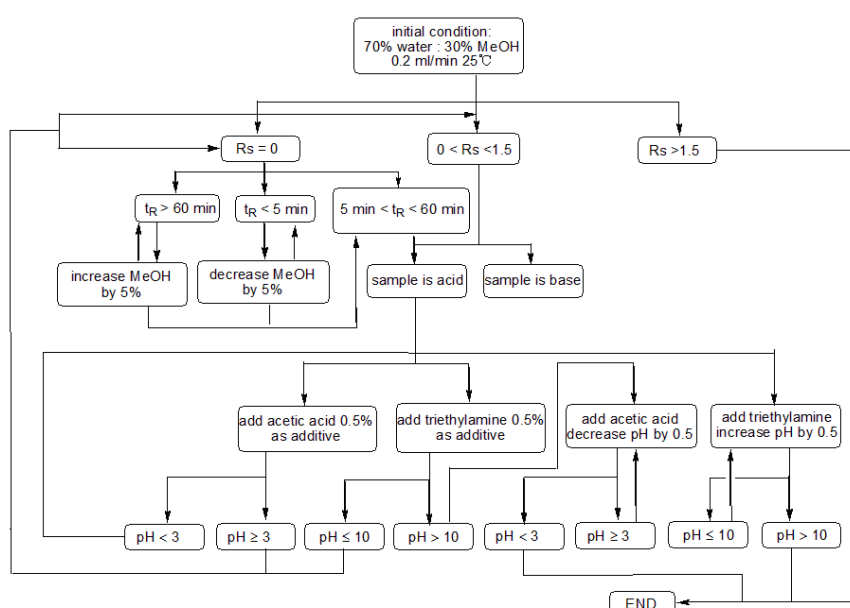 initial condition:
70% water : 30% MeOH
0.2 ml/min 25℃
Rs = 0
0 < Rs <1.5
Rs >1.5
tR > 60 min
tR < 5 min
5 min < tR < 60 min
increase MeOH
by 5%
decrease MeOH
by 5%
sample is acid
sample is base
add acetic acid 0.5%
as additive
add triethylamine 0.5%
as additive
add acetic acid
decrease pH by 0.5
add triethylamine
increase pH by 0.5
pH < 3
pH ≥ 3
pH ≤ 10
pH > 10
pH < 3
pH ≥ 3
pH ≤ 10
pH > 10
END